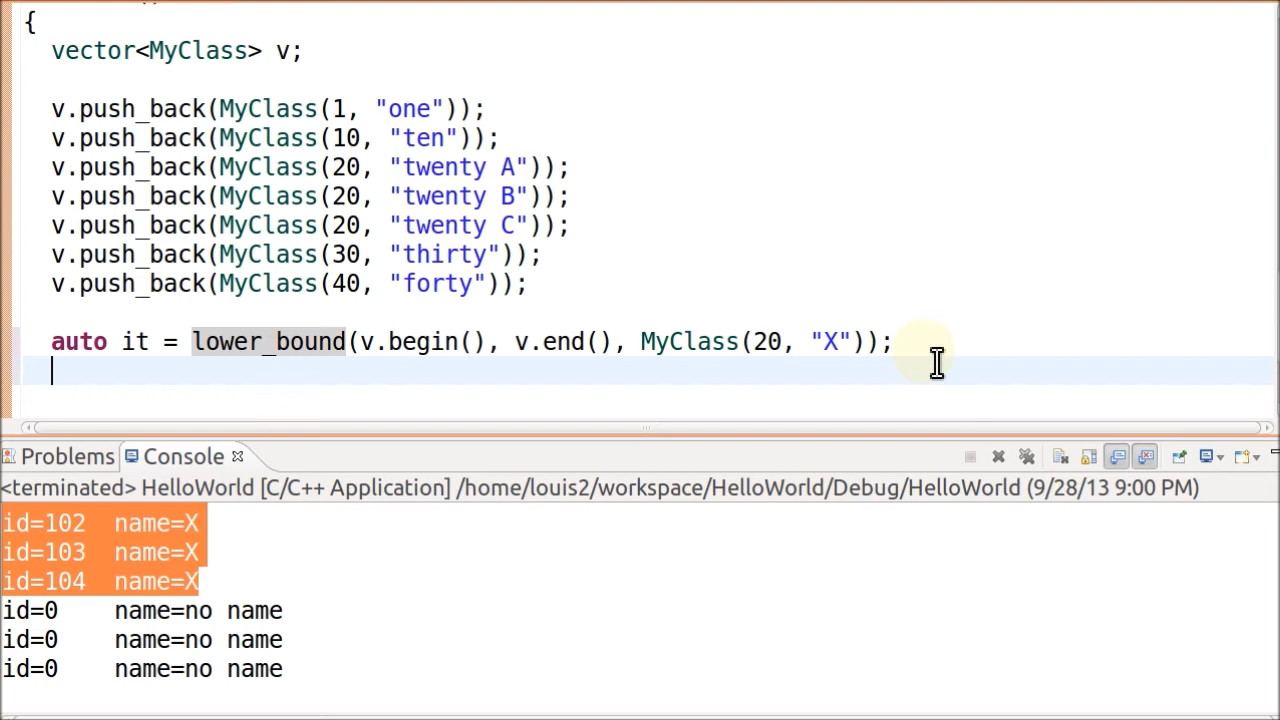 {
vector<MyClass> v;
v.push_back(MyClass(1, "one"));
v.push_back(MyClass(10, "ten"));
v.push_back(MyClass(20, "twenty A"));
v.push_back(MyClass(20, "twenty B"));
v.push_back(MyClass(20, "twenty C"));
v.push_back(MyClass(30, "thirty"));
v.push_back(MyClass(40, "forty"));
auto it = lower_bound(v.begin(), v.end(), MyClass(20, "X"));
Problems Console
<terminated> HelloWorld [C/C++ Application] /home/louis2/workspace/HelloWorld/Debug/HelloWorld (9/28/13 9:00 PM)
id=102 name=X
id=103 name=X
id=104 name=X
id=0 name=no name
id=0 name=no name
id=0 name=no name